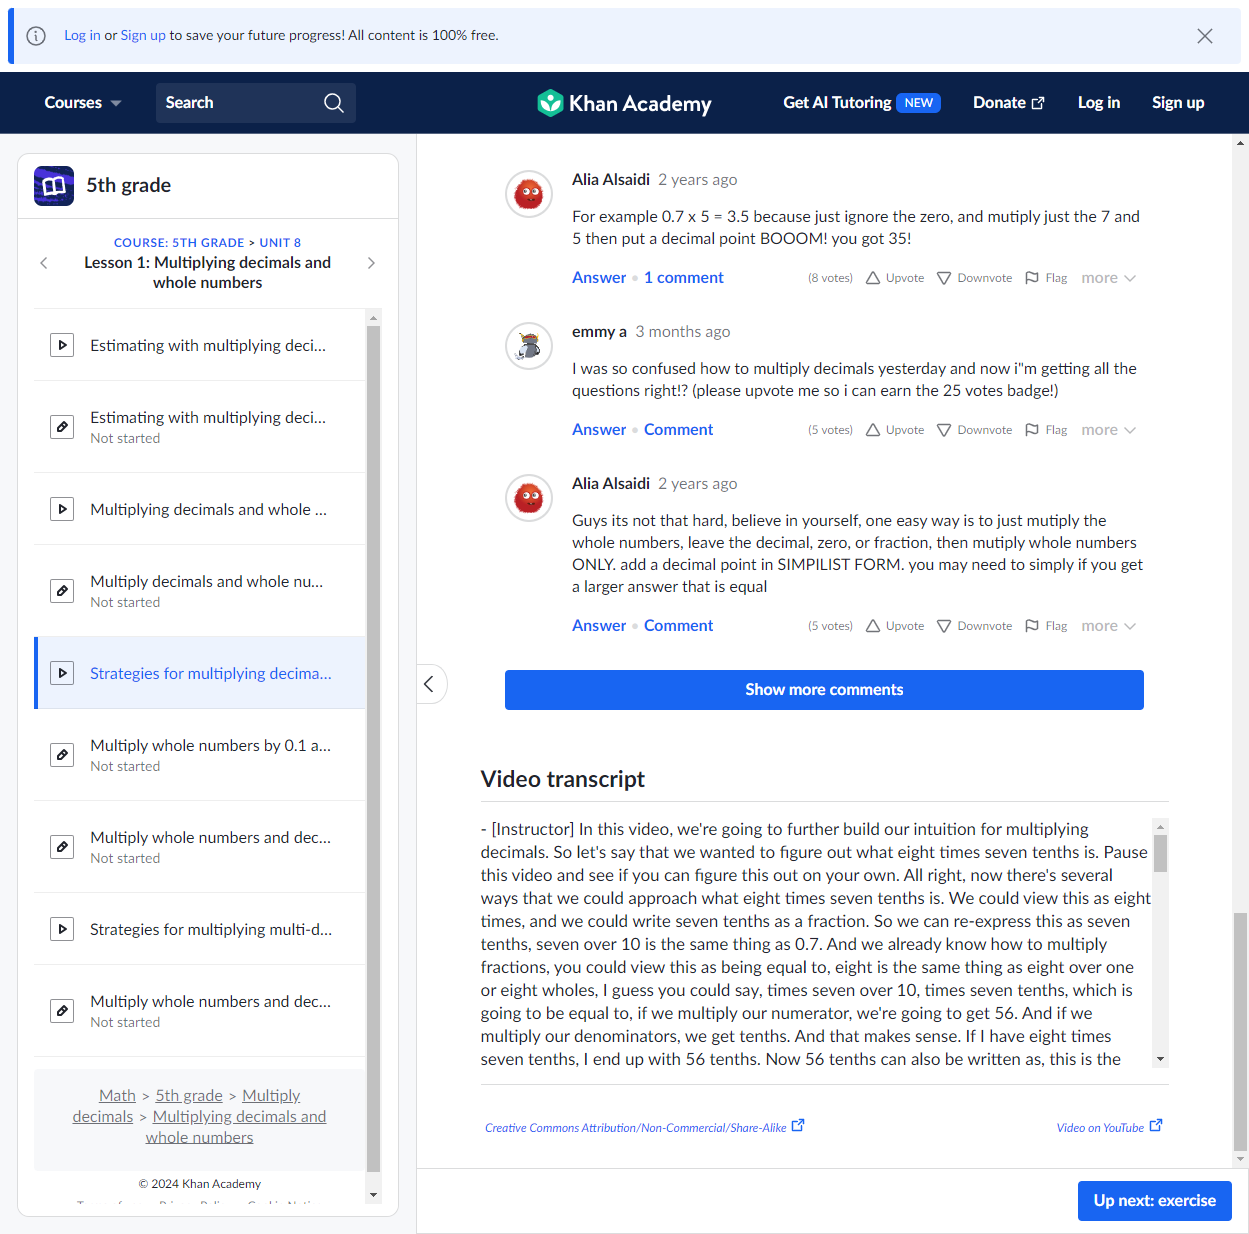 Log in or Sign up to save your future progress! All content is 100% free.
Courses
Search
Khan Academy
Get AI Tutoring NEW
Donate
Log in
Sign up
5th grade
COURSE: 5TH GRADE > UNIT 8
Lesson 1: Multiplying decimals and
whole numbers
Estimating with multiplying deci...
Estimating with multiplying deci...
Not started
Multiplying decimals and whole ...
Multiply decimals and whole nu...
Not started
Strategies for multiplying decima...
Multiply whole numbers by 0.1 a...
Not started
Multiply whole numbers and dec...
Not started
Strategies for multiplying multi-d...
Multiply whole numbers and dec...
Not started
Math > 5th grade > Multiply
decimals > Multiplying decimals and
whole numbers
© 2024 Khan Academy
Alia Alsaidi 2 years ago
For example 0.7 x 5 = 3.5 because just ignore the zero, and mutiply just the 7 and
5 then put a decimal point BOOOM! you got 35!
Answer • 1 comment
(8 votes) Upvote Downvote Flag more
emmy a 3 months ago
I was so confused how to multiply decimals yesterday and now i"m getting all the
questions right!? (please upvote me so i can earn the 25 votes badge!)
Answer • Comment
(5 votes) Upvote Downvote Flag more
Alia Alsaidi 2 years ago
Guys its not that hard, believe in yourself, one easy way is to just mutiply the
whole numbers, leave the decimal, zero, or fraction, then mutiply whole numbers
ONLY. add a decimal point in SIMPILIST FORM. you may need to simply if you get
a larger answer that is equal
Answer • Comment
(5 votes) Upvote Downvote Flag more
Show more comments
Video transcript
- [Instructor] In this video, we're going to further build our intuition for multiplying
decimals. So let's say that we wanted to figure out what eight times seven tenths is. Pause
this video and see if you can figure this out on your own. All right, now there's several
ways that we could approach what eight times seven tenths is. We could view this as eight
times, and we could write seven tenths as a fraction. So we can re-express this as seven
tenths, seven over 10 is the same thing as 0.7. And we already know how to multiply
fractions, you could view this as being equal to, eight is the same thing as eight over one
or eight wholes, I guess you could say, times seven over 10, times seven tenths, which is
going to be equal to, if we multiply our numerator, we're going to get 56. And if we
multiply our denominators, we get tenths. And that makes sense. If I have eight times
seven tenths, I end up with 56 tenths. Now 56 tenths can also be written as, this is the
Creative Commons Attribution/Non-Commercial/Share-Alike
Video on YouTube
Up next: exercise